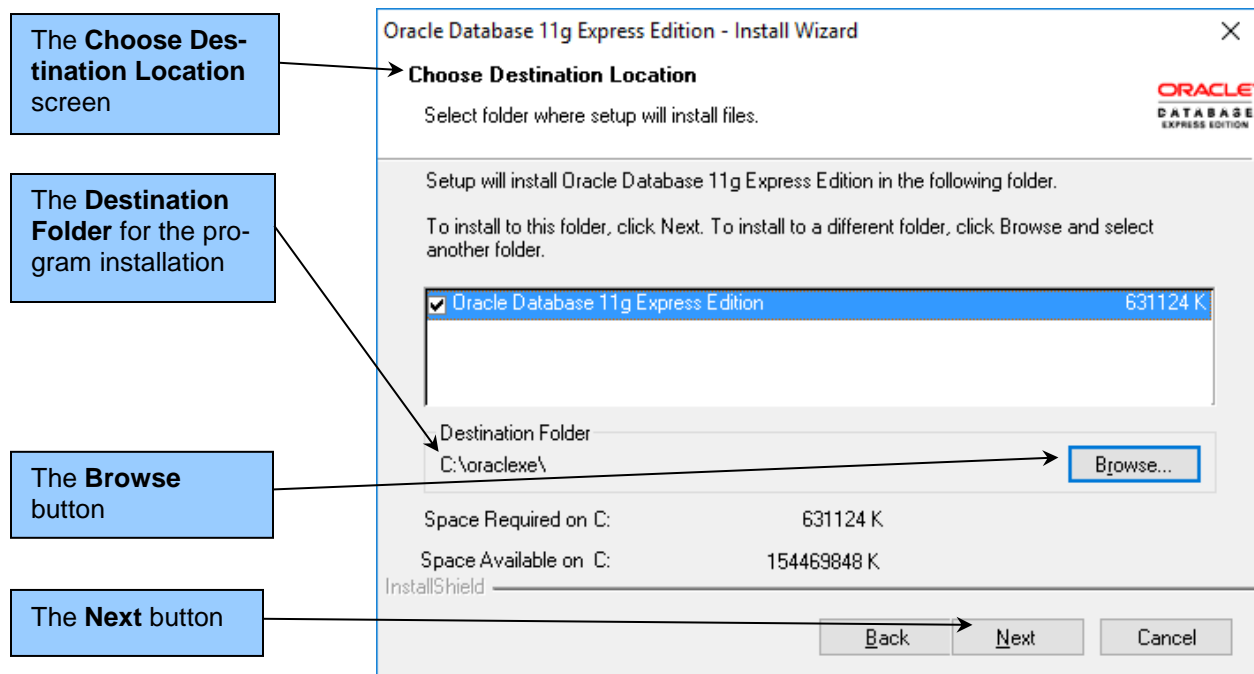 The Choose Des-
tination Location
screen
The Destination
Folder for the pro-
gram installation
The Browse
button
The Next button
Oracle Database 11g Express Edition - Install Wizard
Choose Destination Location
Select folder where setup will install files.
ORACLE
DATABASE
EXPRESS EDITION
Setup will install Oracle Database 11g Express Edition in the following folder.
To install to this folder, click Next. To install to a different folder, click Browse and select
another folder.
Oracle Database 11g Express Edition 631124 K
Destination Folder
C:\oraclexe\
Browse...
Space Required on C: 631124 K
Space Available on C: 154469848 K
InstallShield
Back Next Cancel